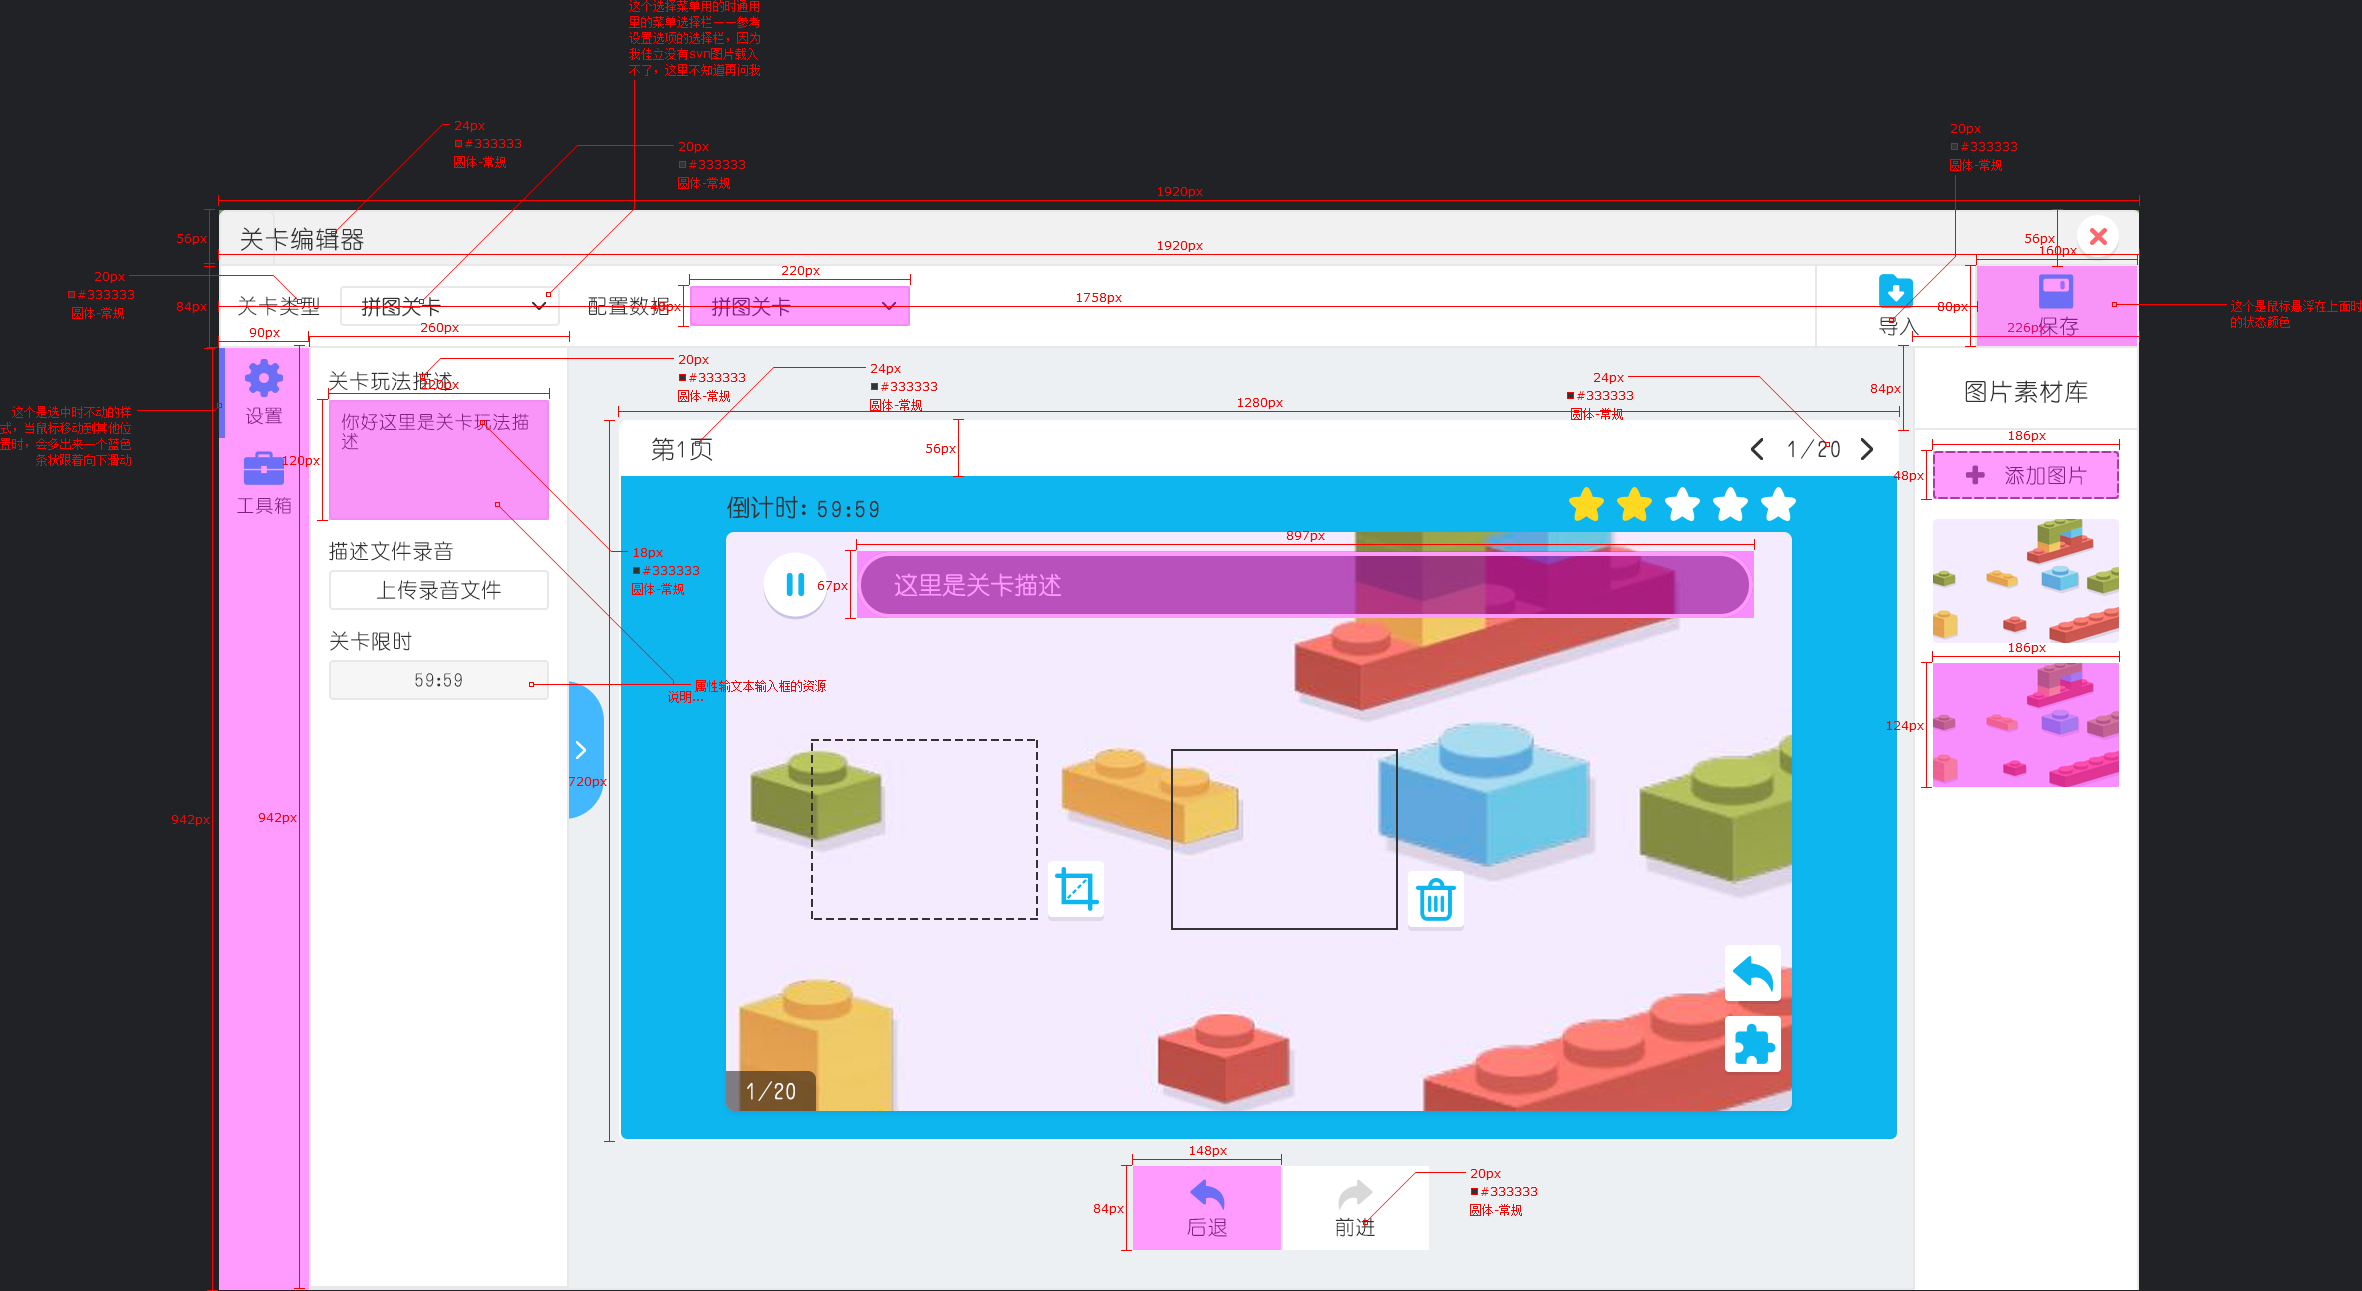 这个选择菜单用的时通用
里的菜单选择栏——参考
设置选项的选择栏，因为
我佳立没有svn图片载入
不了，这里不知道再问我
24px
#333333
圆体-常规
20px
#333333
圆体-常规
20px
#333333
圆体-常规
1920px
56px
关卡编辑器
1920px
56px
160px
20px
#333333
圆体-常规
84px
关卡类型
拼图关卡
配置数据
220px
40px
拼图关卡
1758px
导入
80px
保存
226px
这个是鼠标悬浮在上面时
的状态颜色
90px
260px
设置
工具箱
这个是选中时不动的样
式，当鼠标移动到其他位
置时，会多出来一个蓝色
条状跟着向下滑动
942px
942px
关卡玩法描述
220px
你好这里是关卡玩法描
述
120px
描述文件录音
上传录音文件
关卡限时
59:59
20px
#333333
圆体-常规
24px
#333333
圆体-常规
24px
#333333
圆体-常规
1280px
第1页
56px
1/20
倒计时: 59:59
897px
67px
这里是关卡描述
18px
#333333
圆体-常规
属性输文本输入框的资源
说明...
720px
1/20
148px
84px
后退
前进
20px
#333333
圆体-常规
84px
图片素材库
186px
48px
添加图片
186px
124px